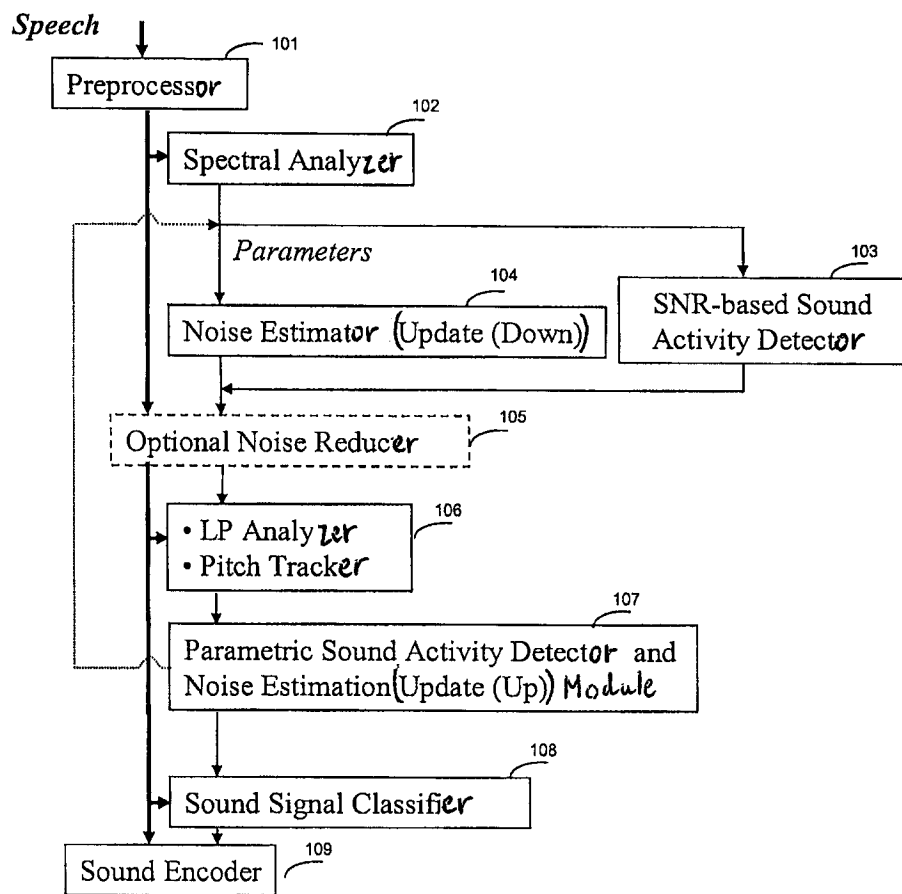 Speech
101
Preprocessor
102
Spectral Analyzer
Parameters
103
SNR-based Sound
Activity Detector
104
Noise Estimator (Update (Down))
105
Optional Noise Reducer
106
• LP Analyzer
• Pitch Tracker
107
Parametric Sound Activity Detector and
Noise Estimation (Update (Up)) Module
108
Sound Signal Classifier
Sound Encoder
109